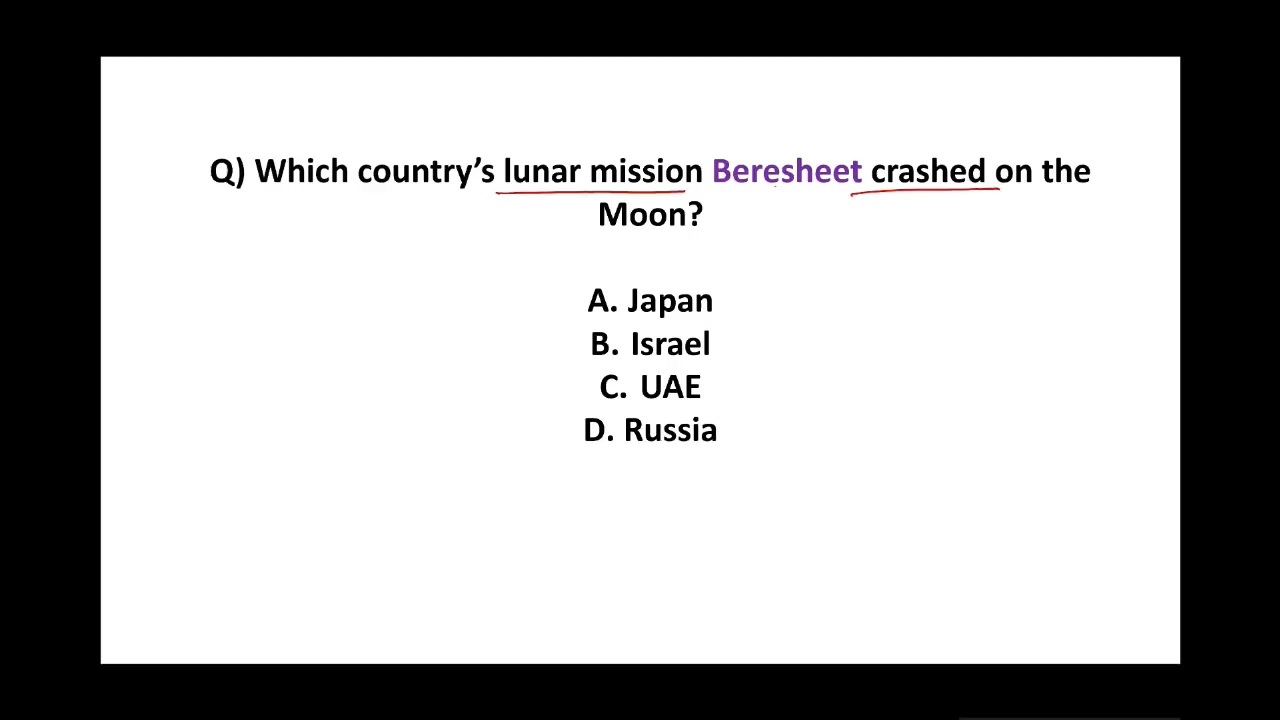 Q) Which country’s lunar mission Beresheet crashed on the
Moon?
A. Japan
B. Israel
C. UAE
D. Russia